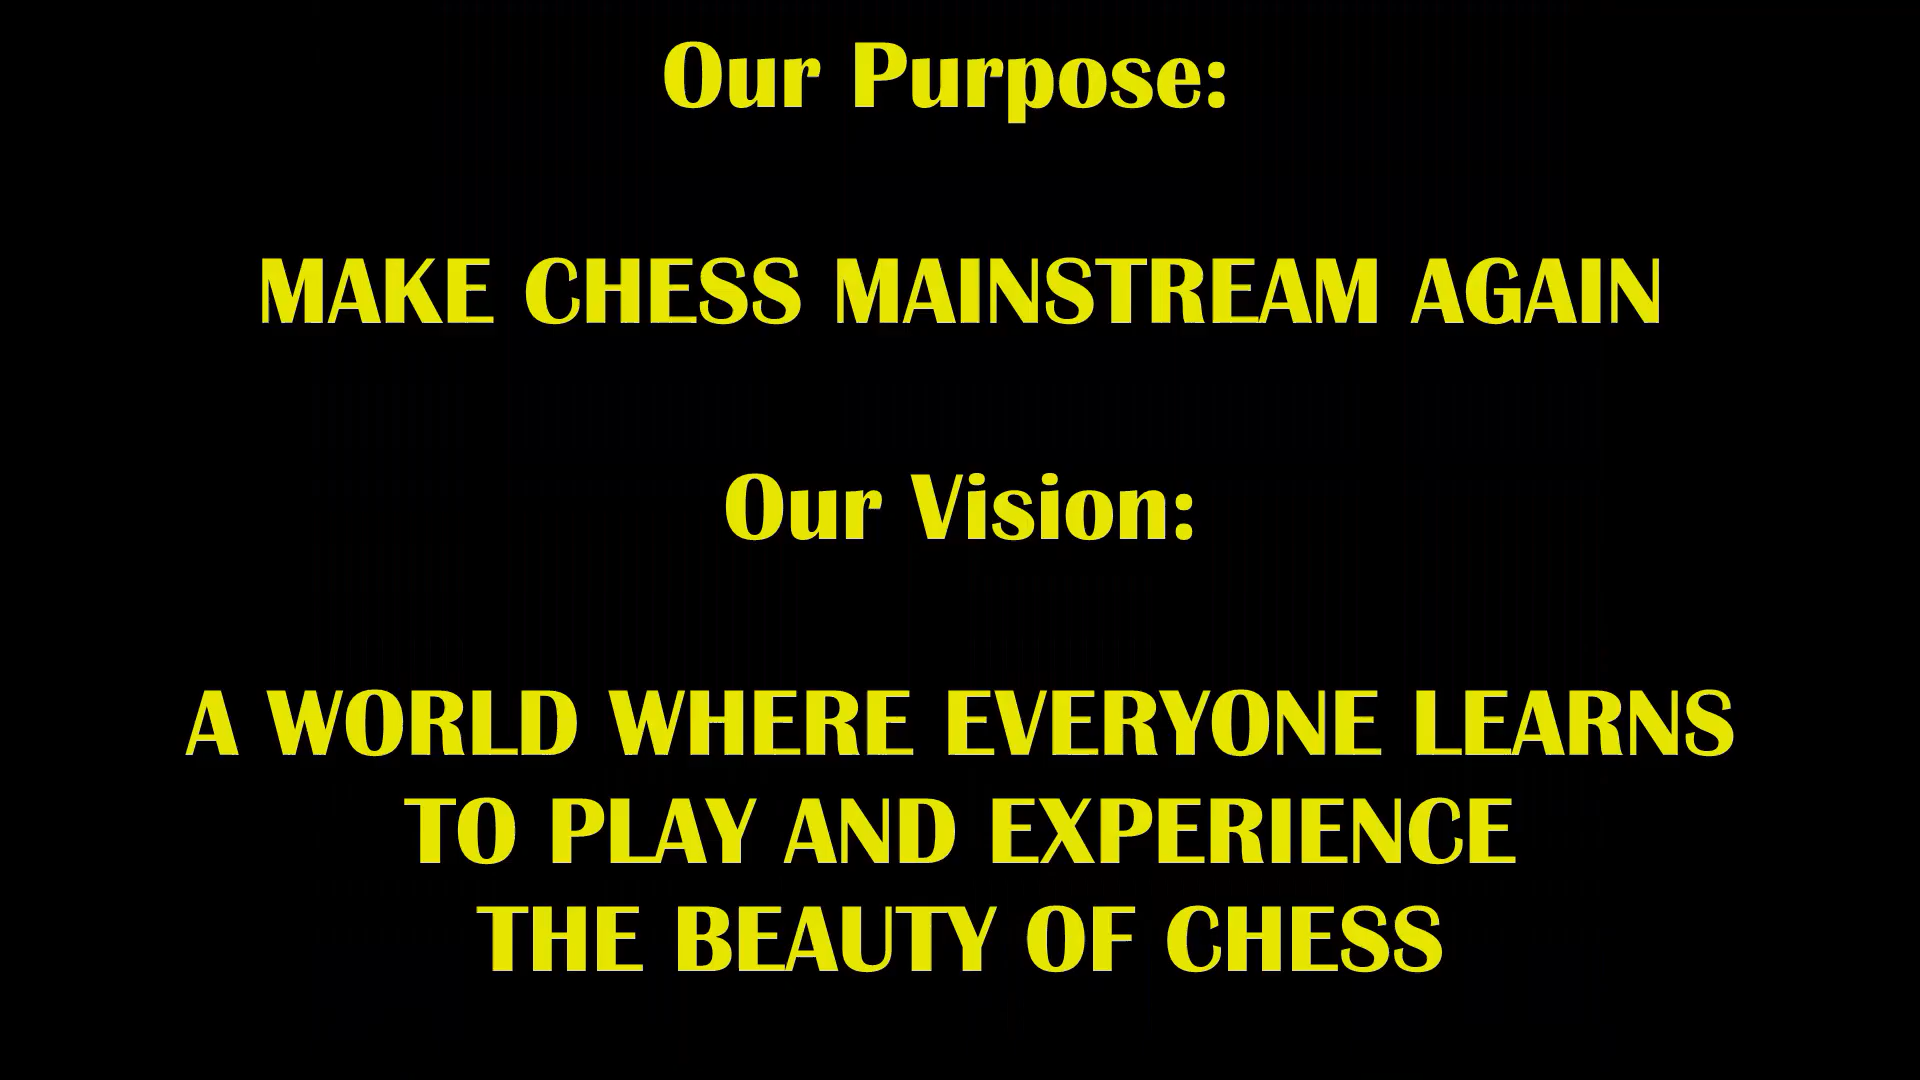 Our Purpose:
MAKE CHESS MAINSTREAM AGAIN
Our Vision:
A WORLD WHERE EVERYONE LEARNS
TO PLAY AND EXPERIENCE
THE BEAUTY OF CHESS